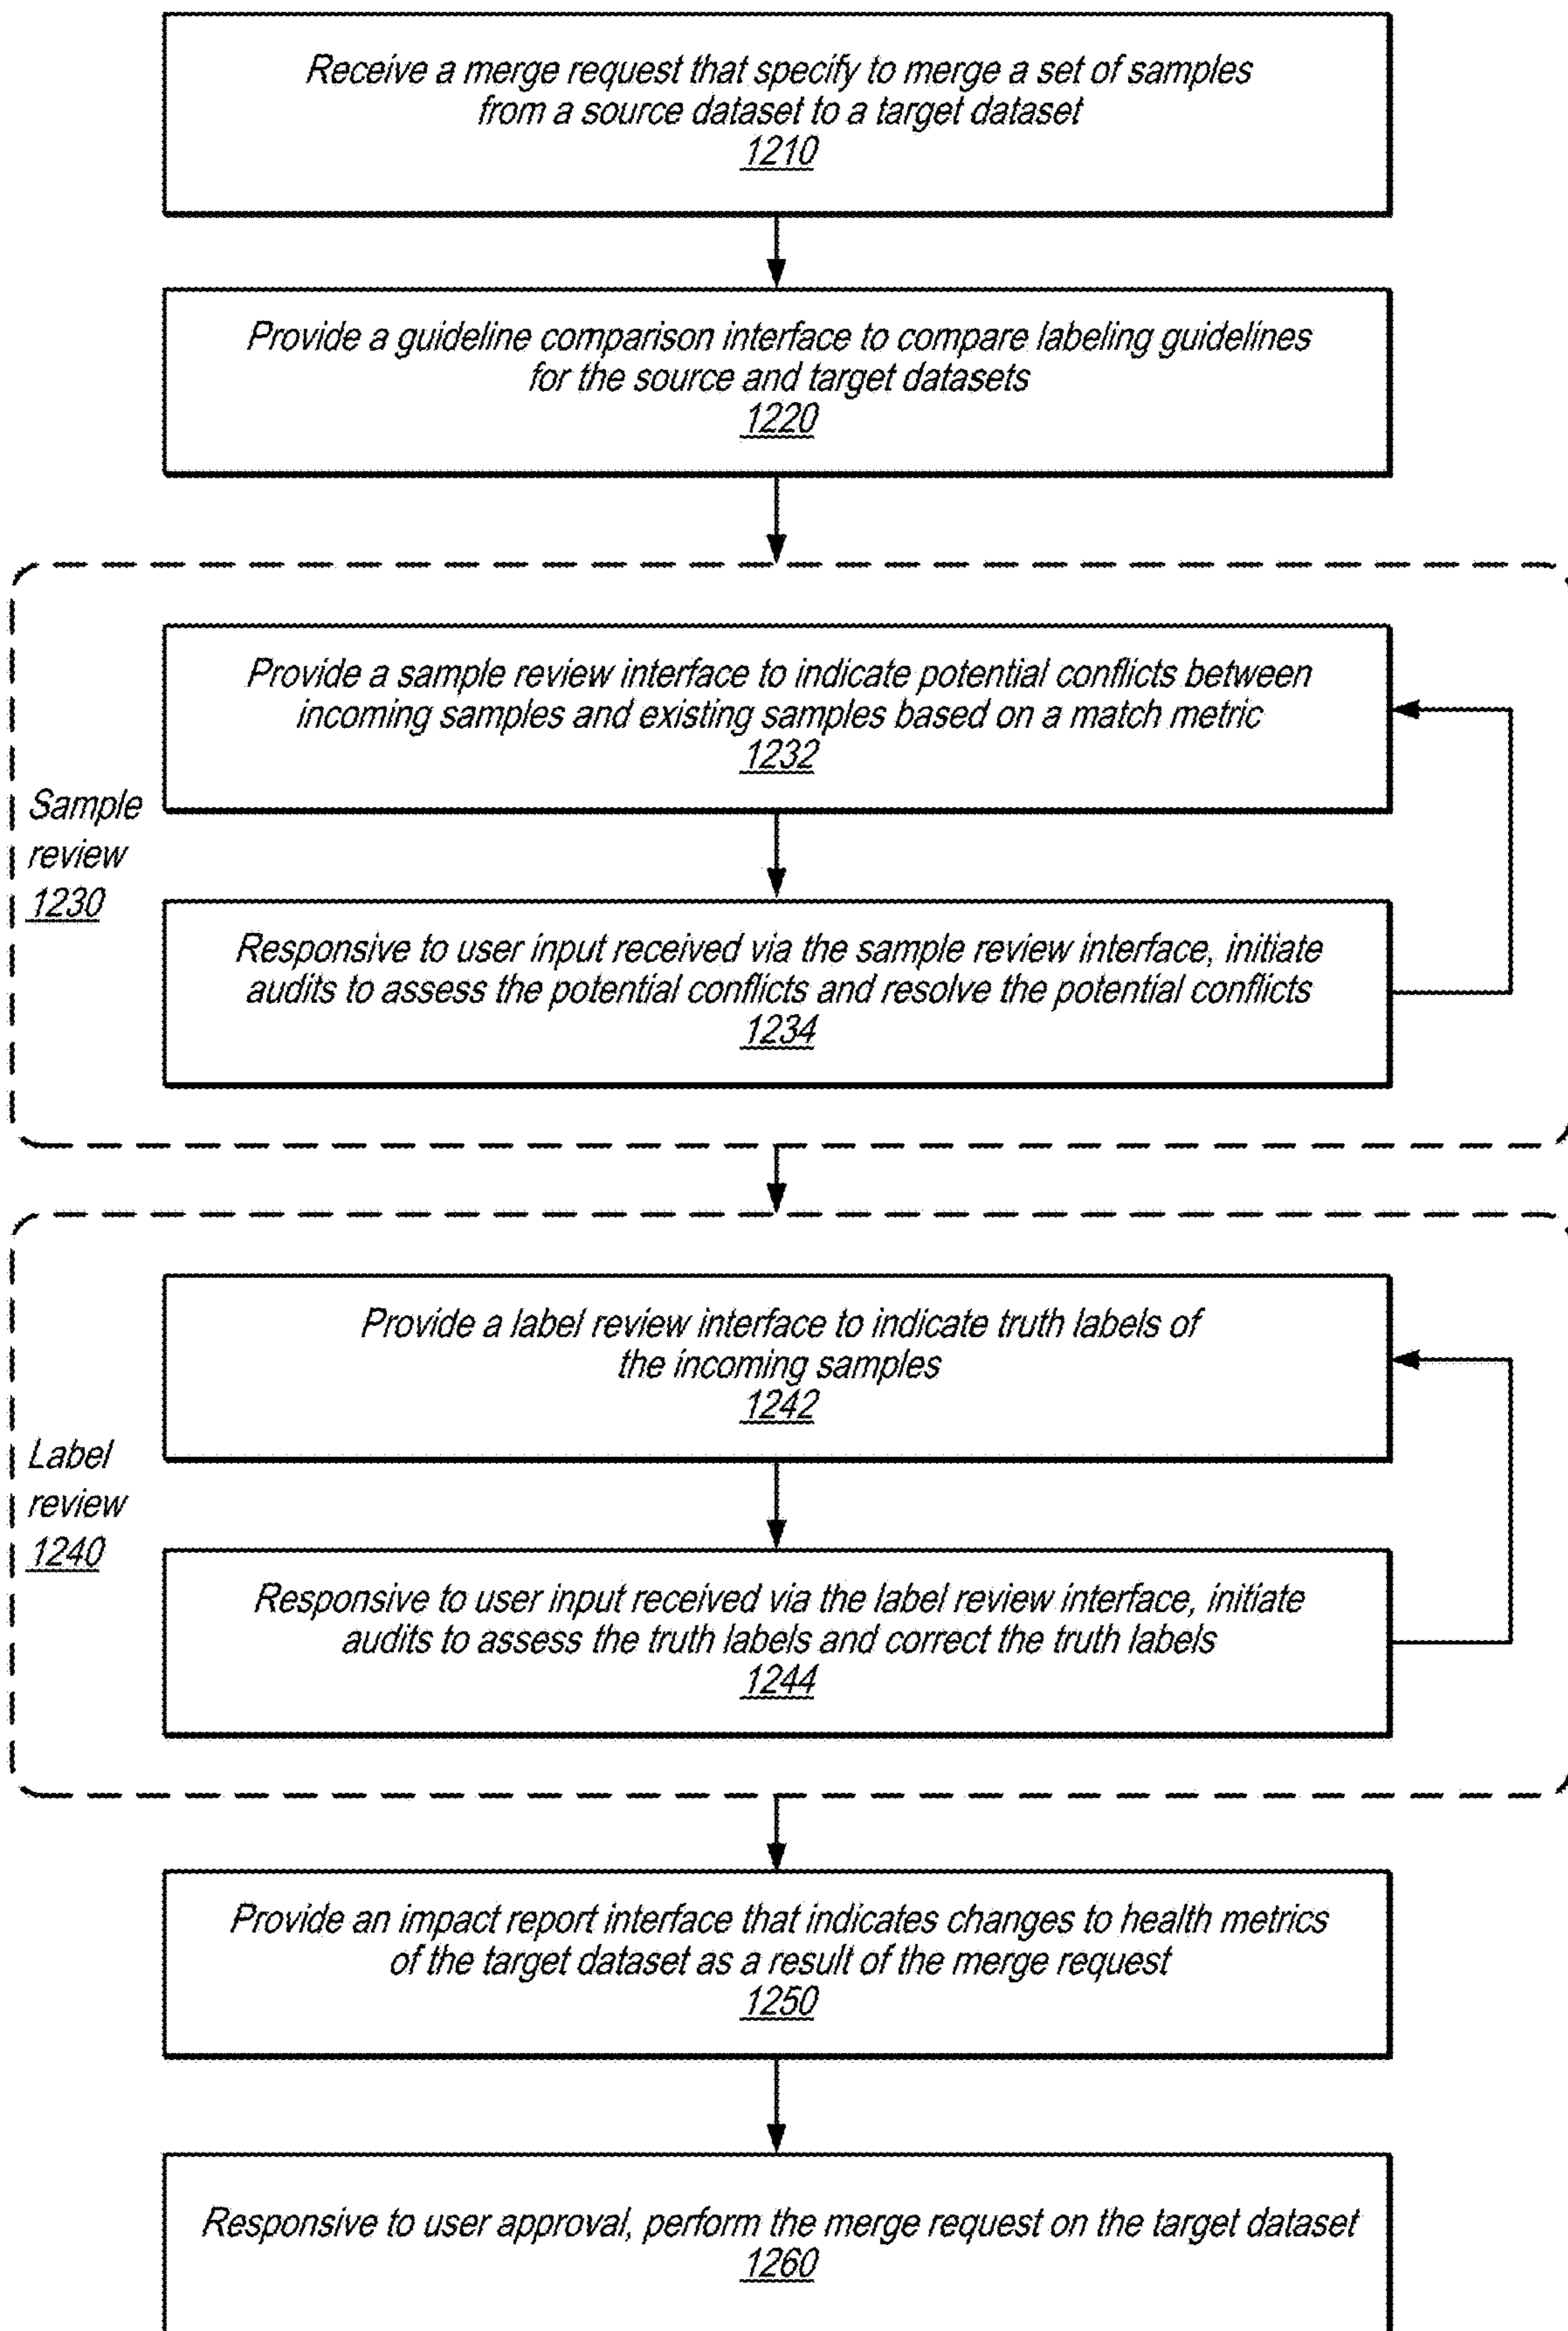 Receive a merge request that specify to merge a set of samples
from a source dataset to a target dataset
1210
Provide a guideline comparison interface to compare labeling guidelines
for the source and target datasets
1220
Provide a sample review interface to indicate potential conflicts between
incoming samples and existing samples based on a match metric
1232
Sample
review
1230
Responsive to user input received via the sample review interface, initiate
audits to assess the potential conflicts and resolve the potential conflicts
1234
Provide a label review interface to indicate truth labels of
the incoming samples
1242
Label
review
1240
Responsive to user input received via the label review interface, initiate
audits to assess the truth labels and correct the truth labels
1244
Provide an impact report interface that indicates changes to health metrics
of the target dataset as a result of the merge request
1250
Responsive to user approval, perform the merge request on the target dataset
1260